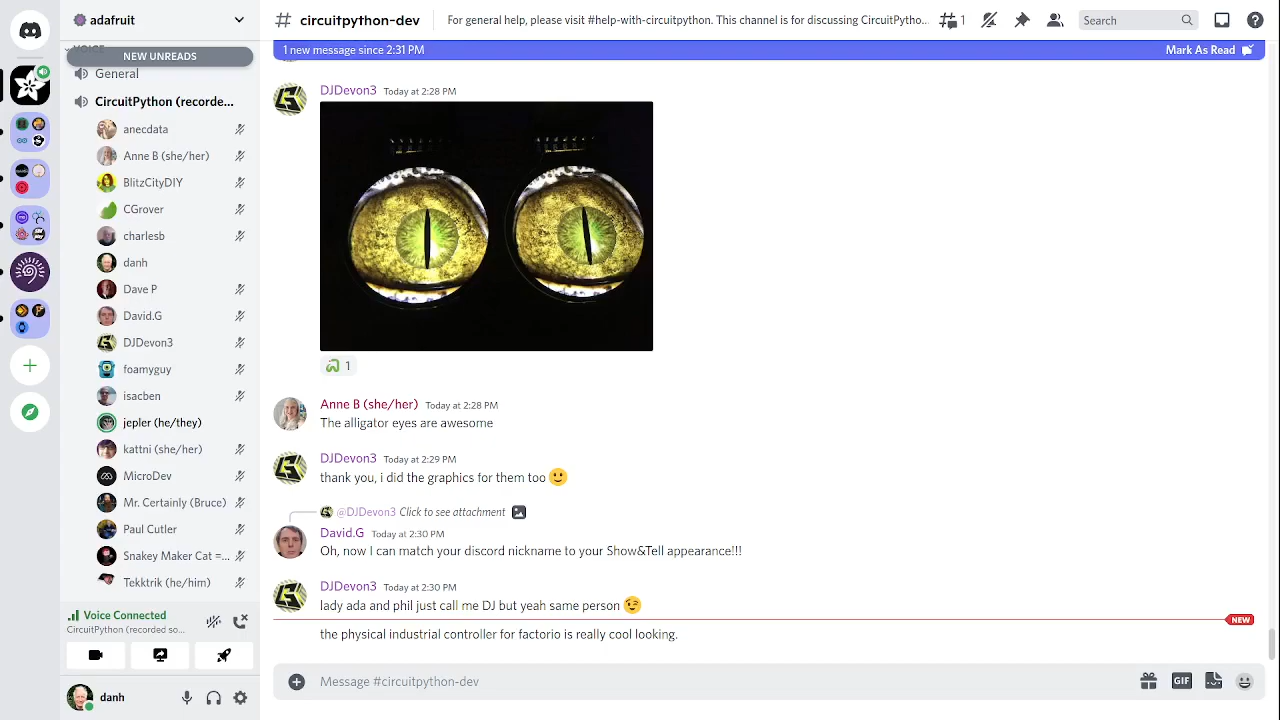 adafruit
# circuitpython-dev
For general help, please visit #help-with-circuitpython. This channel is for discussing CircuitPytho...
1
Search
NEW UNREADS
General
CircuitPython (recorde...
anecdata
Anne B (she/her)
BlitzCityDIY
CGrover
charlesb
danh
Dave P
David.G
DJDevon3
foamyguy
isacben
jepler (he/they)
kattni (she/her)
MicroDev
Mr. Certainly (Bruce)
Paul Cutler
Snakey Maker Cat =...
Tekktrik (he/him)
Voice Connected
CircuitPython (recorded so...
danh
1 new message since 2:31 PM
Mark As Read
DJDevon3 Today at 2:28 PM
1
Anne B (she/her) Today at 2:28 PM
The alligator eyes are awesome
DJDevon3 Today at 2:29 PM
thank you, i did the graphics for them too 🙂
@DJDevon3 Click to see attachment
David.G Today at 2:30 PM
Oh, now I can match your discord nickname to your Show&Tell appearance!!!
DJDevon3 Today at 2:30 PM
lady ada and phil just call me DJ but yeah same person 😉
NEW
the physical industrial controller for factorio is really cool looking.
Message #circuitpython-dev
GIF